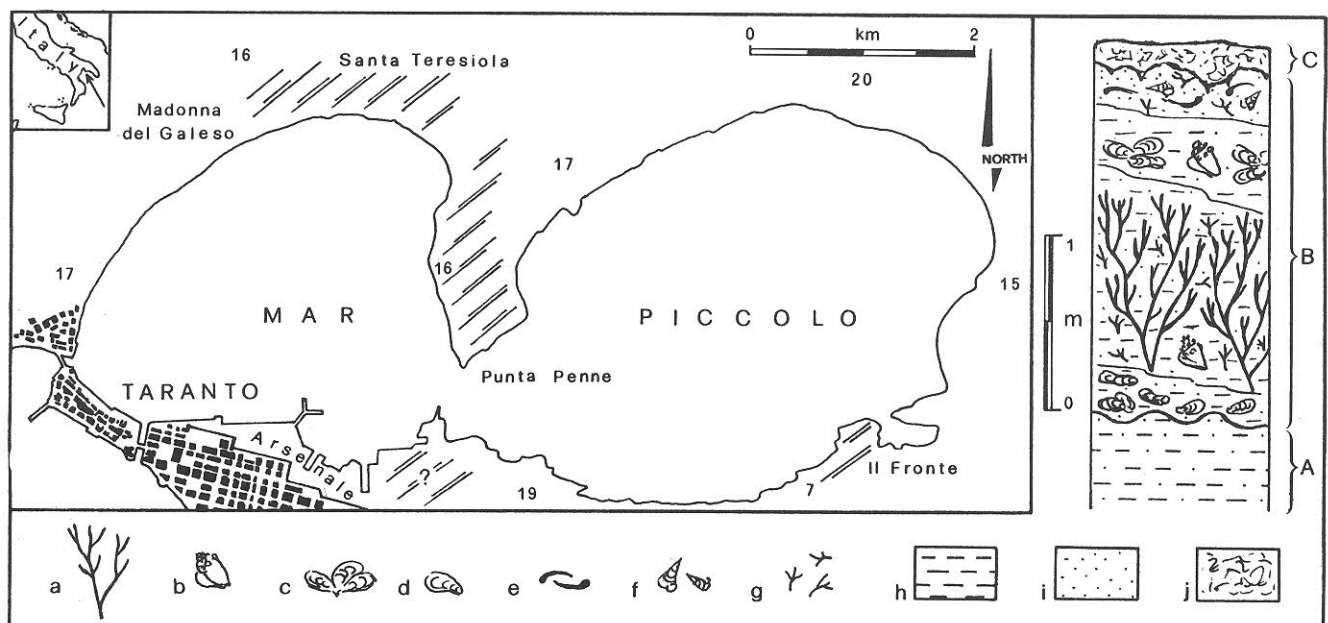 Italy
16
Santa Teresiola
0 km 2
20
Madonna
del Galeso
17
NORTH
17
16
15
MAR PICCOLO
Punta Penne
TARANTO
Arsenale
?
19
7
Il Fronte
C
B
A
1
m
0
a b c d e f g h i j